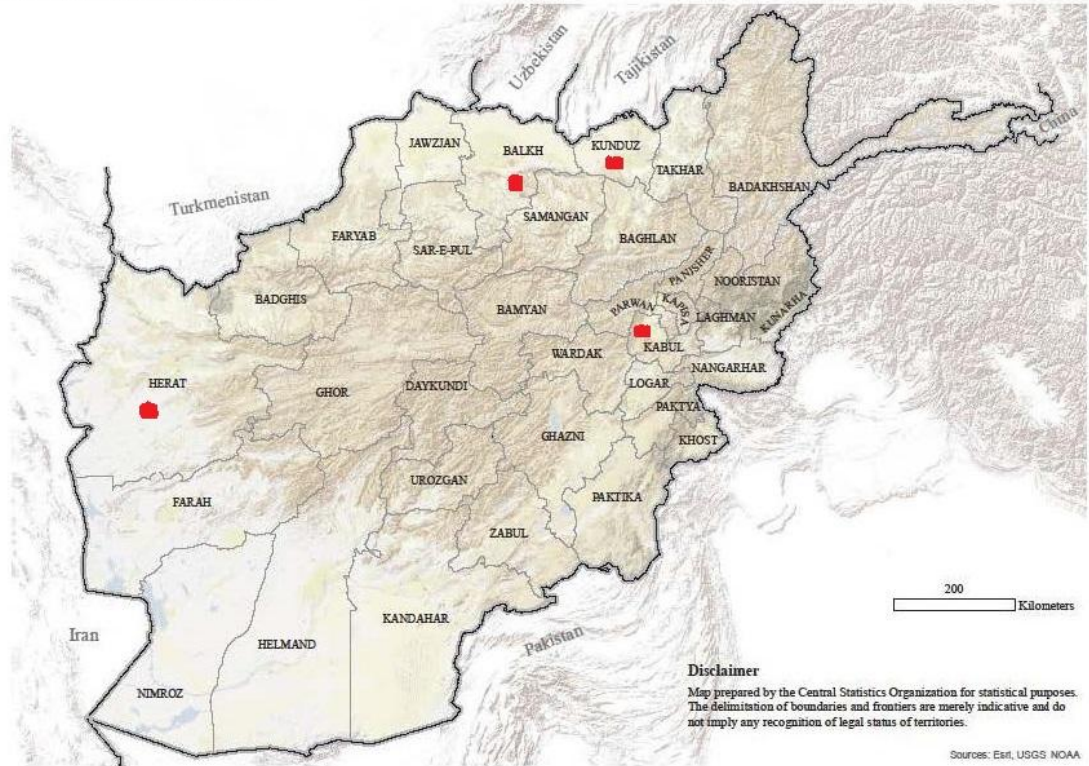 Uzbekistan
Tajikistan
China
Turkmenistan
JAWZJAN
BALKH
KUNDUZ
TAKHAR
BADAKHSHAN
SAMANGAN
FARYAB
SAR-E-PUL
BAGHLAN
PANJSHER
NOORISTAN
BADGHIS
BAMYAN
PARWAN
KAPISA
LAGHMAN
KUNARHA
KABUL
WARDAK
NANGARHAR
HERAT
GHOR
DAYKUNDI
LOGAR
PAKTYA
GHAZNI
KHOST
UROZGAN
PAKTIKA
FARAH
ZABUL
200
Kilometers
KANDAHAR
Iran
HELMAND
Pakistan
NIMROZ
Disclaimer
Map prepared by the Central Statistics Organization for statistical purposes.
The delimitation of boundaries and frontiers are merely indicative and do
not imply any recognition of legal status of territories.
Sources: Esri, USGS NOAA